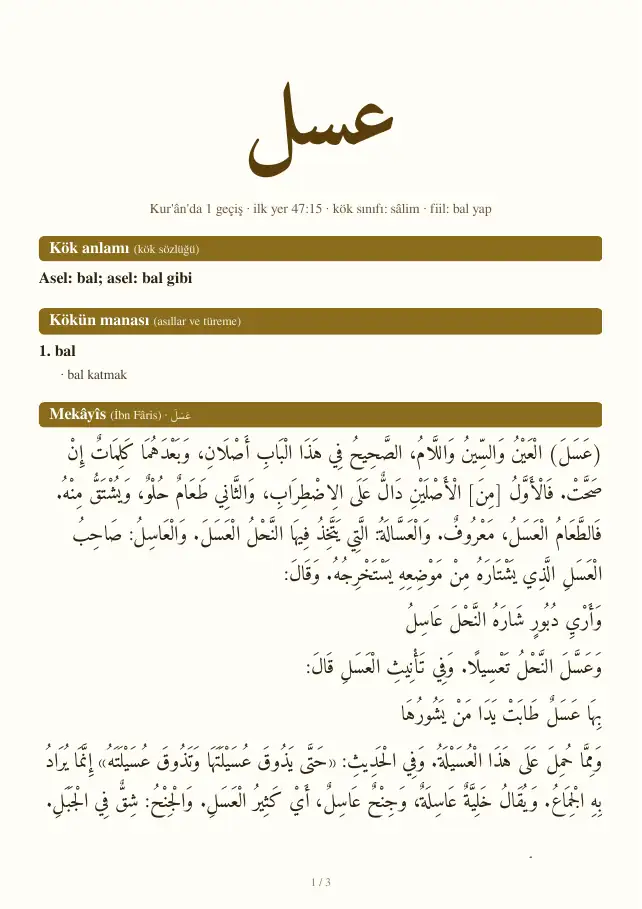 عسل
Kur'ân'da 1 geçiş · ilk yer 47:15 · kök sınıfı: sâlim · fiil: bal yap
Kök anlamı (kök sözlüğü)
Asel: bal; asel: bal gibi
Kökün manası (asıllar ve türeme)
1. bal
· bal katmak
Mekâyîs (İbn Fâris) · عَسَلَ
(عَسَلَ) الْعَيْنُ وَالسِّينُ وَاللَّامُ، الصَّحِيحُ فِي هَذَا الْبَابِ أَصْلَانِ، وَبَعْدَهُمَا كَلِمَاتٌ إِنْ
صَحَّتْ. فَالْأَوَّلُ [مِنَ] الْأَصْلَيْنِ دَالٌّ عَلَى الِاضْطِرَابِ، وَالثَّانِي طَعَامٌ حُلْوٌ، وَيُشْتَقُّ مِنْهُ.
فَالطَّعَامُ الْعَسَلُ، مَعْرُوفٌ. وَالْعَسَّالَةُ: الَّتِي يَتَّخِذُ فِيهَا النَّحْلُ الْعَسَلَ. وَالْعَاسِلُ: صَاحِبُ
الْعَسَلِ الَّذِي يَشْتَارَهُ مِنْ مَوْضِعِهِ يَسْتَخْرِجُهُ. وَقَالَ:
وَأَرْيِ دُبُورٍ شَارَهُ النَّحْلَ عَاسِلُ
وَعَسَّلَ النَّحْلُ تَعْسِيلًا. وَفِي تَأْنِيثِ الْعَسَلِ قَالَ:
بِهَا عَسَلٌ طَابَتْ يَدَا مَنْ يَشُورُهَا
وَمِمَّا حُمِلَ عَلَى هَذَا الْعُسَيْلَةُ. وَفِي الْحَدِيثِ: «حَتَّى يَذُوقَ عُسَيْلَتَهَا وَتَذُوقَ عُسَيْلَتَهُ» إِنَّمَا يُرَادُ
بِهِ الْجِمَاعُ. وَيُقَالُ خَلِيَّةٌ عَاسِلَةٌ، وَجِنْحٌ عَاسِلٌ، أَيْ كَثِيرُ الْعَسَلِ. وَالْجِنْحُ: شِقٌّ فِي الْجَبَلِ.
1 / 3